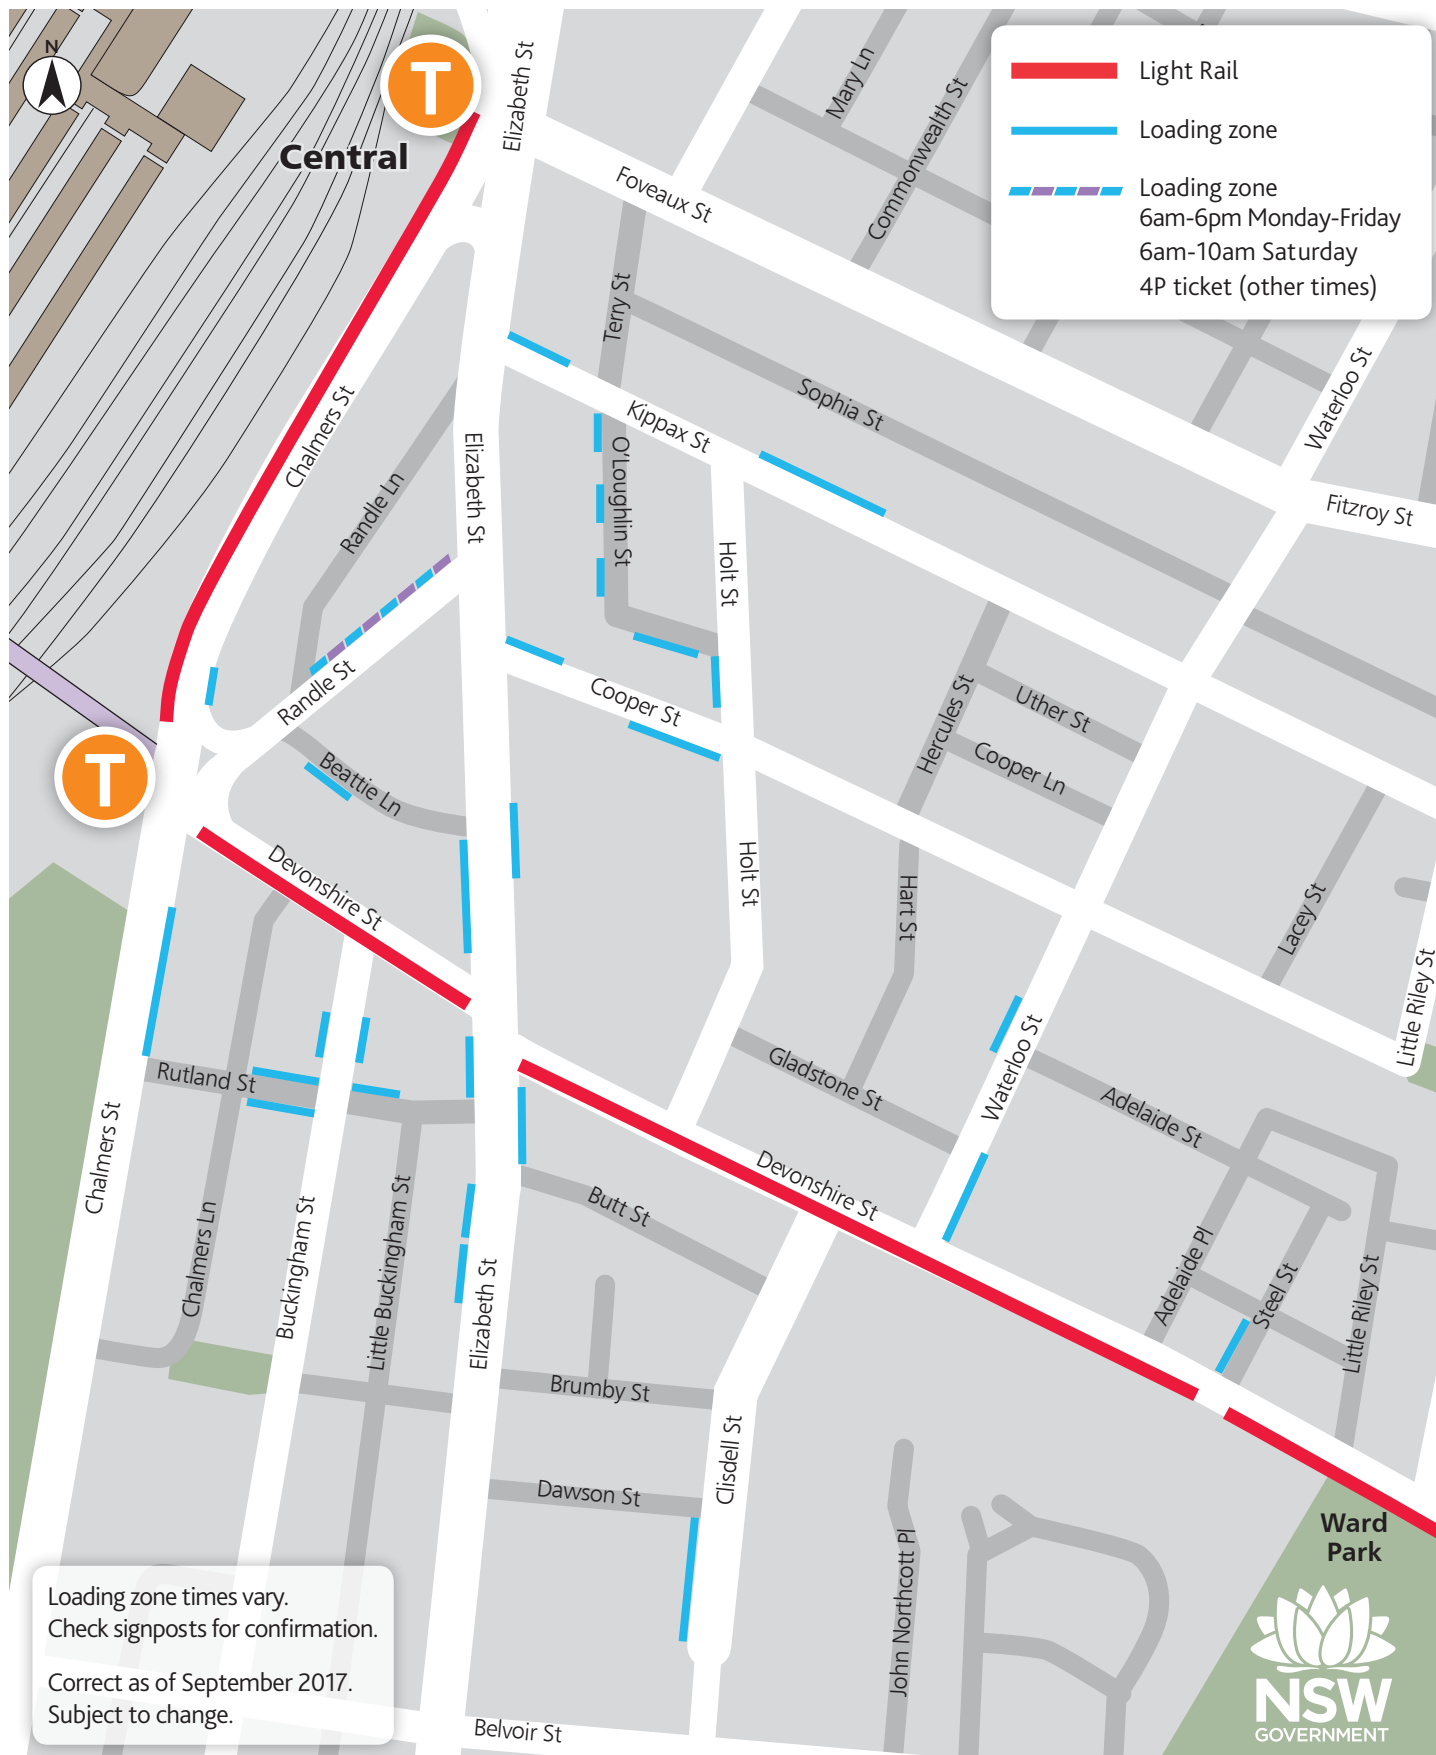 N
T
Central
Elizabeth St
Mary Ln
Commonwealth St
Foveaux St
Light Rail
Loading zone
Loading zone
6am-6pm Monday-Friday
6am-10am Saturday
4P ticket (other times)
Terry St
Chalmers St
Randle Ln
Elizabeth St
Kippax St
O'Loughlin St
Sophia St
Waterloo St
Fitzroy St
Holt St
Randle St
Cooper St
Hercules St
Uther St
Cooper Ln
T
Beattie Ln
Devonshire St
Holt St
Hart St
Lacey St
Little Riley St
Rutland St
Gladstone St
Waterloo St
Adelaide St
Chalmers St
Chalmers Ln
Buckingham St
Little Buckingham St
Elizabeth St
Butt St
Devonshire St
Adelaide Pl
Steel St
Little Riley St
Brumby St
Clisdell St
Dawson St
John Northcott Pl
Ward
Park
Loading zone times vary.
Check signposts for confirmation.
Correct as of September 2017.
Subject to change.
Belvoir St
NSW
GOVERNMENT